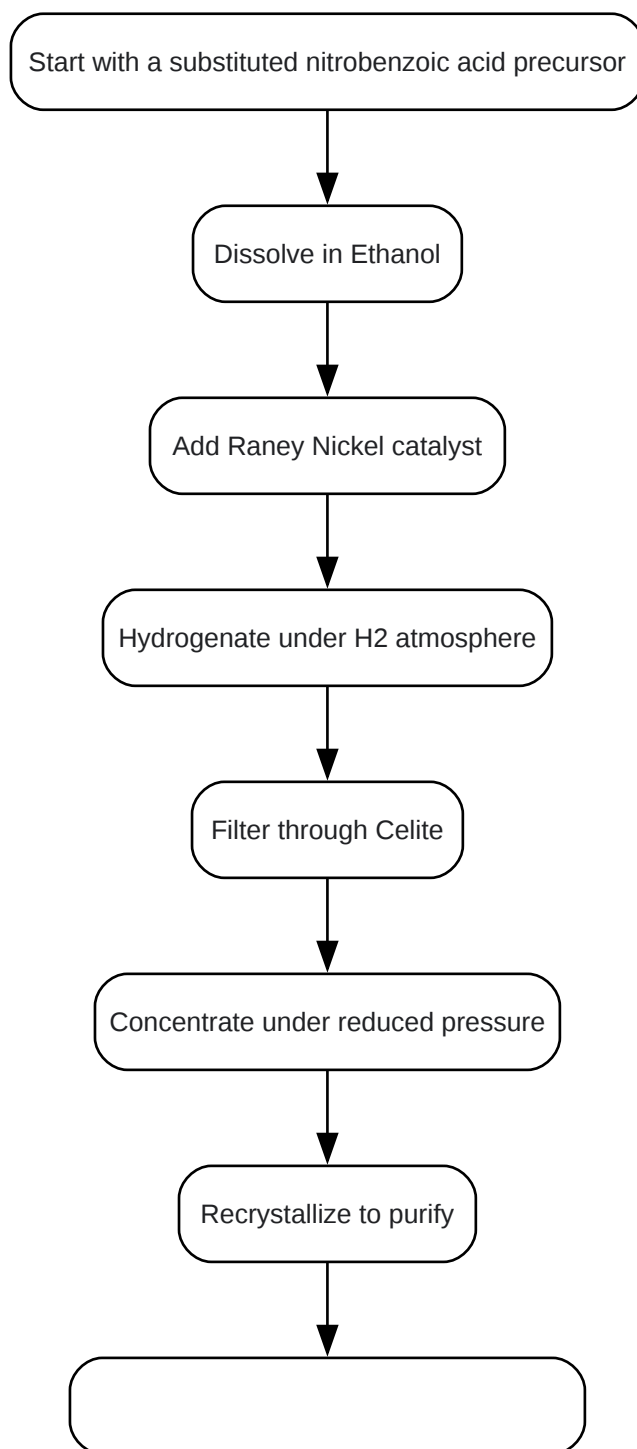 Start with a substituted nitrobenzoic acid precursor
Dissolve in Ethanol
Add Raney Nickel catalyst
Hydrogenate under H2 atmosphere
Filter through Celite
Concentrate under reduced pressure
Recrystallize to purify